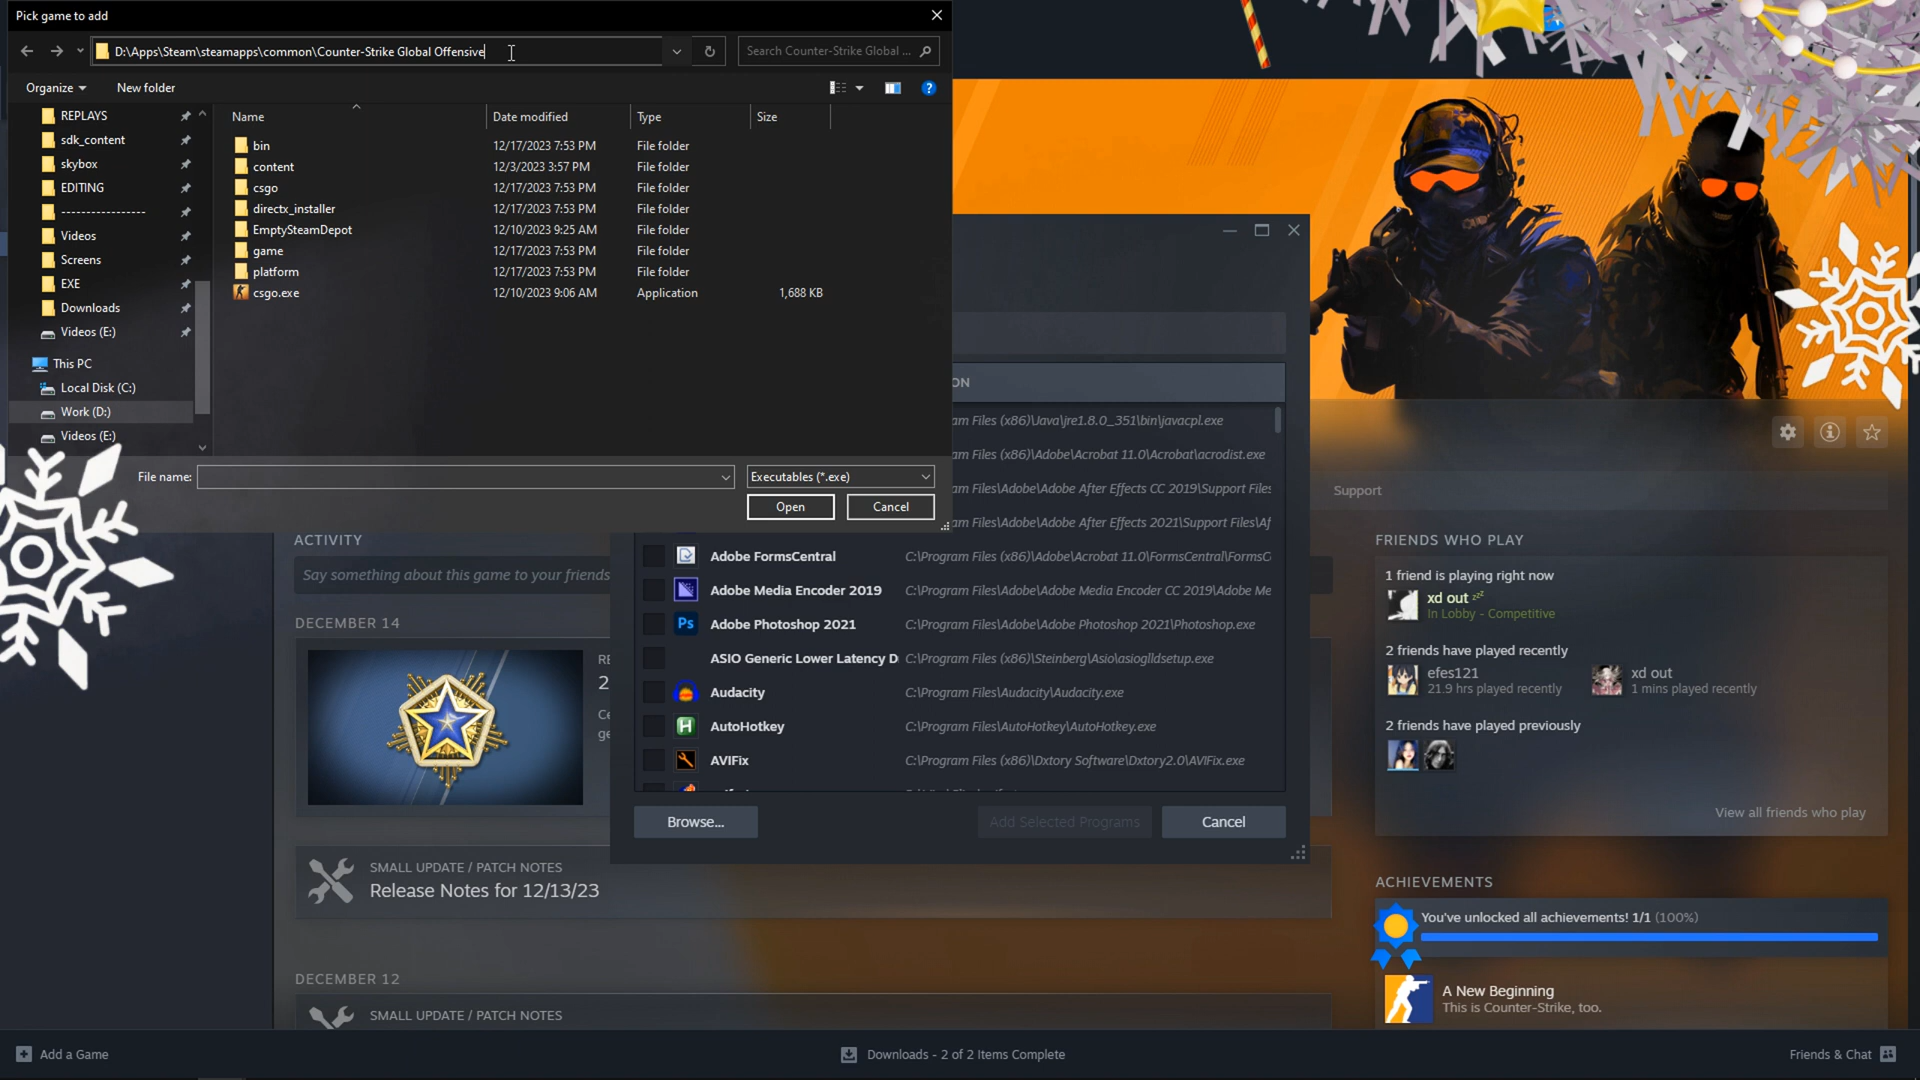 Pick game to add
D:\Apps\Steam\steamapps\common\Counter-Strike Global Offensive
Search Counter-Strike Global ...
Organize
New folder
REPLAYS
sdk_content
skybox
EDITING
-----------------
Videos
Screens
EXE
Downloads
Videos (E:)
This PC
Local Disk (C:)
Work (D:)
Videos (E:)
Name Date modified Type Size
bin 12/17/2023 7:53 PM File folder
content 12/3/2023 3:57 PM File folder
csgo 12/17/2023 7:53 PM File folder
directx_installer 12/17/2023 7:53 PM File folder
EmptySteamDepot 12/10/2023 9:25 AM File folder
game 12/17/2023 7:53 PM File folder
platform 12/17/2023 7:53 PM File folder
csgo.exe 12/10/2023 9:06 AM Application 1,688 KB
File name:
Executables (*.exe)
Open
Cancel
ON
am Files (x86)\Java\jre1.8.0_351\bin\javacpl.exe
am Files (x86)\Adobe\Acrobat 11.0\Acrobat\acrodist.exe
am Files\Adobe\Adobe After Effects CC 2019\Support Files
am Files\Adobe\Adobe After Effects 2021\Support Files\Af
Adobe FormsCentral C:\Program Files (x86)\Adobe\Acrobat 11.0\FormsCentral\FormsC
Adobe Media Encoder 2019 C:\Program Files\Adobe\Adobe Media Encoder CC 2019\Adobe Me
Ps
Adobe Photoshop 2021 C:\Program Files\Adobe\Adobe Photoshop 2021\Photoshop.exe
ASIO Generic Lower Latency D C:\Program Files (x86)\Steinberg\Asio\asioglldsetup.exe
Audacity C:\Program Files\Audacity\Audacity.exe
H
AutoHotkey C:\Program Files\AutoHotkey\AutoHotkey.exe
AVIFix C:\Program Files (x86)\Dxtory Software\Dxtory2.0\AVIFix.exe
Browse...
Add Selected Programs
Cancel
ACTIVITY
Say something about this game to your friends
DECEMBER 14
RE
2
Ce
ge
SMALL UPDATE / PATCH NOTES
Release Notes for 12/13/23
DECEMBER 12
SMALL UPDATE / PATCH NOTES
Support
FRIENDS WHO PLAY
1 friend is playing right now
xd out zzz
In Lobby - Competitive
2 friends have played recently
efes121
21.9 hrs played recently
xd out
1 mins played recently
2 friends have played previously
View all friends who play
ACHIEVEMENTS
You've unlocked all achievements! 1/1 (100%)
A New Beginning
This is Counter-Strike, too.
Add a Game
Downloads - 2 of 2 Items Complete
Friends & Chat